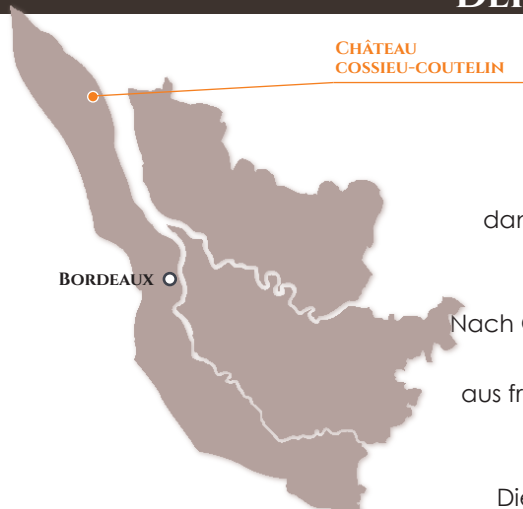 CHÂTEAU
COSSIEU-COUTELIN
dar
BORDEAUX
Nach
aus fr
Die